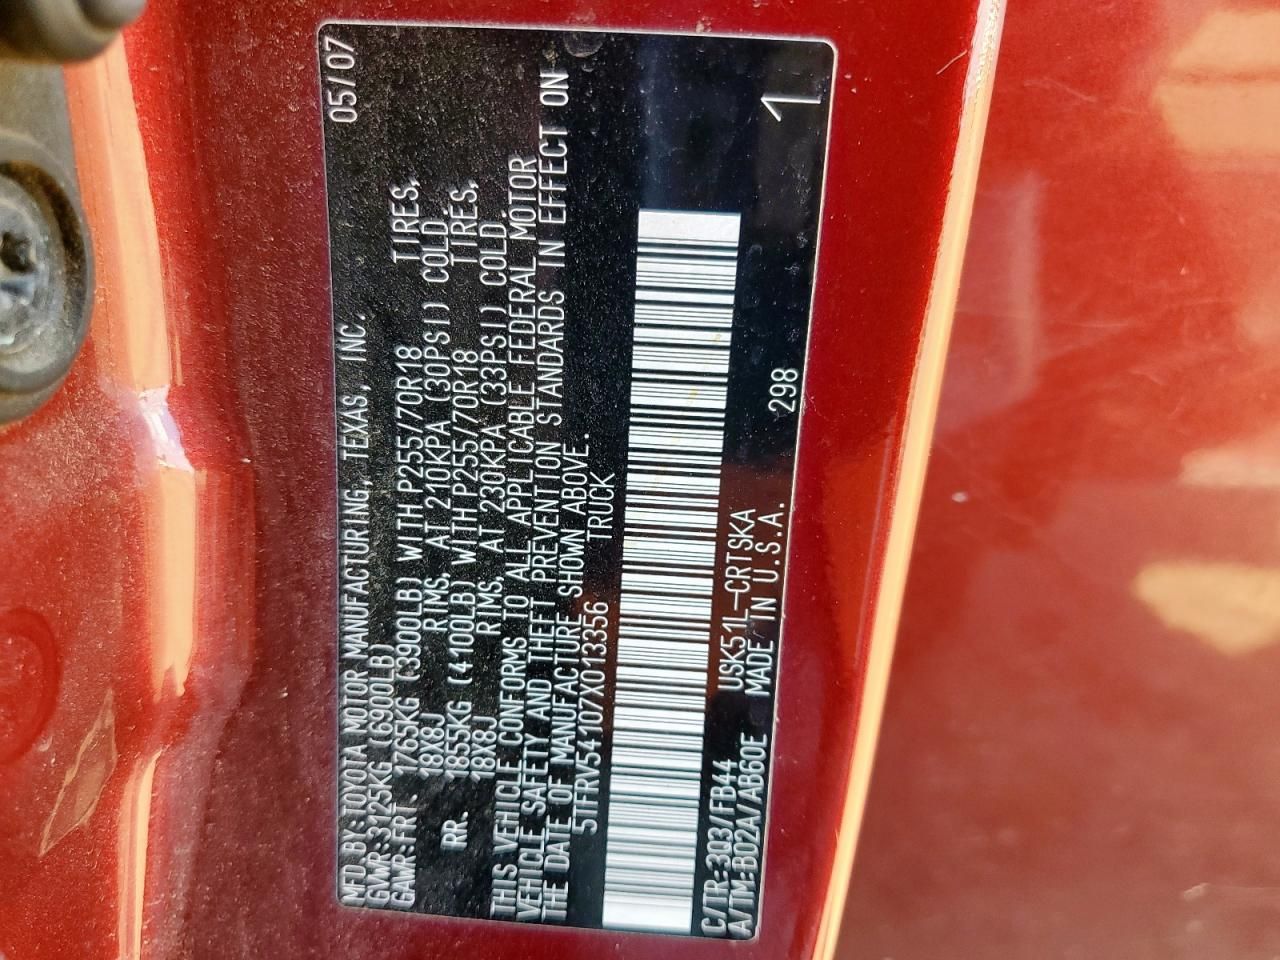 MFD.BY:TOYOTA MOTOR MANUFACTURING, TEXAS, INC. 05/07
GVWR:3125KG (6900LB)
GAWR:FRT. 1765KG (3900LB) WITH P255/70R18 TIRES,
18X8J RIMS, AT 210KPA (30PSI) COLD.
RR. 1855KG (4100LB) WITH P255/70R18 TIRES,
18X8J RIMS, AT 230KPA (33PSI) COLD.
THIS VEHICLE CONFORMS TO ALL APPLICABLE FEDERAL MOTOR
VEHICLE SAFETY AND THEFT PREVENTION STANDARDS IN EFFECT ON
THE DATE OF MANUFACTURE SHOWN ABOVE.
5TFRV54107X013356 TRUCK
C/TR:3Q3/FB44 USK51L-CRTSKA
A/TM:B02A/AB60E MADE IN U.S.A. 298 1